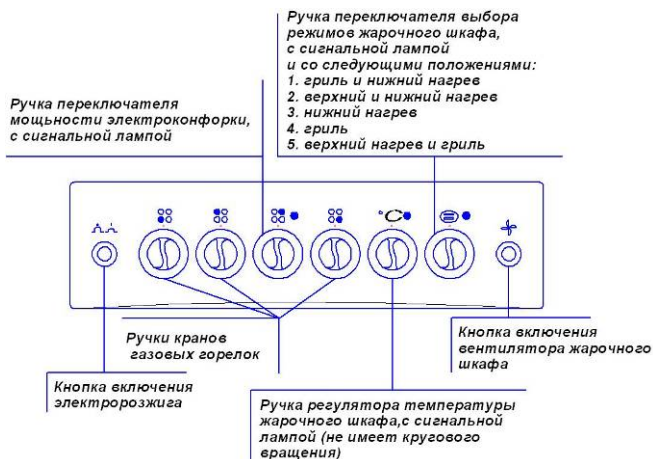 Ручка переключателя выбора
режимов жарочного шкафа,
с сигнальной лампой
и со следующими положениями:
1. гриль и нижний нагрев
2. верхний и нижний нагрев
3. нижний нагрев
4. гриль
5. верхний нагрев и гриль
Ручка переключателя
мощьности электроконфорки,
с сигнальной лампой
°C
Ручки кранов
газовых горелок
Кнопка включения
вентилятора жарочного
шкафа
Кнопка включения
электророзжига
Ручка регулятора температуры
жарочного шкафа,с сигнальной
лампой (не имеет кругового
вращения)